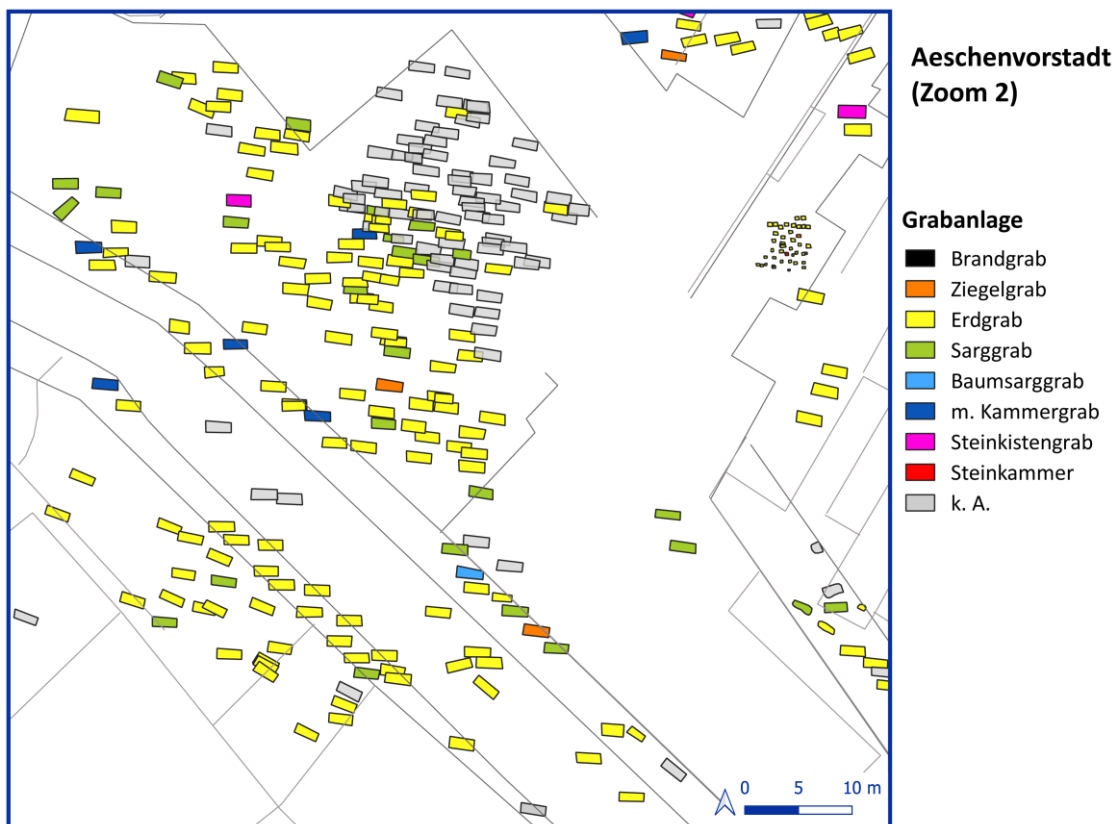 Aeschenvorstadt
(Zoom 2)
Grabanlage
Brandgrab
Ziegelgrab
Erdgrab
Sarggrab
Baumsarggrab
m. Kammergrab
Steinkistengrab
Steinkammer
k. A.
0 5 10 m